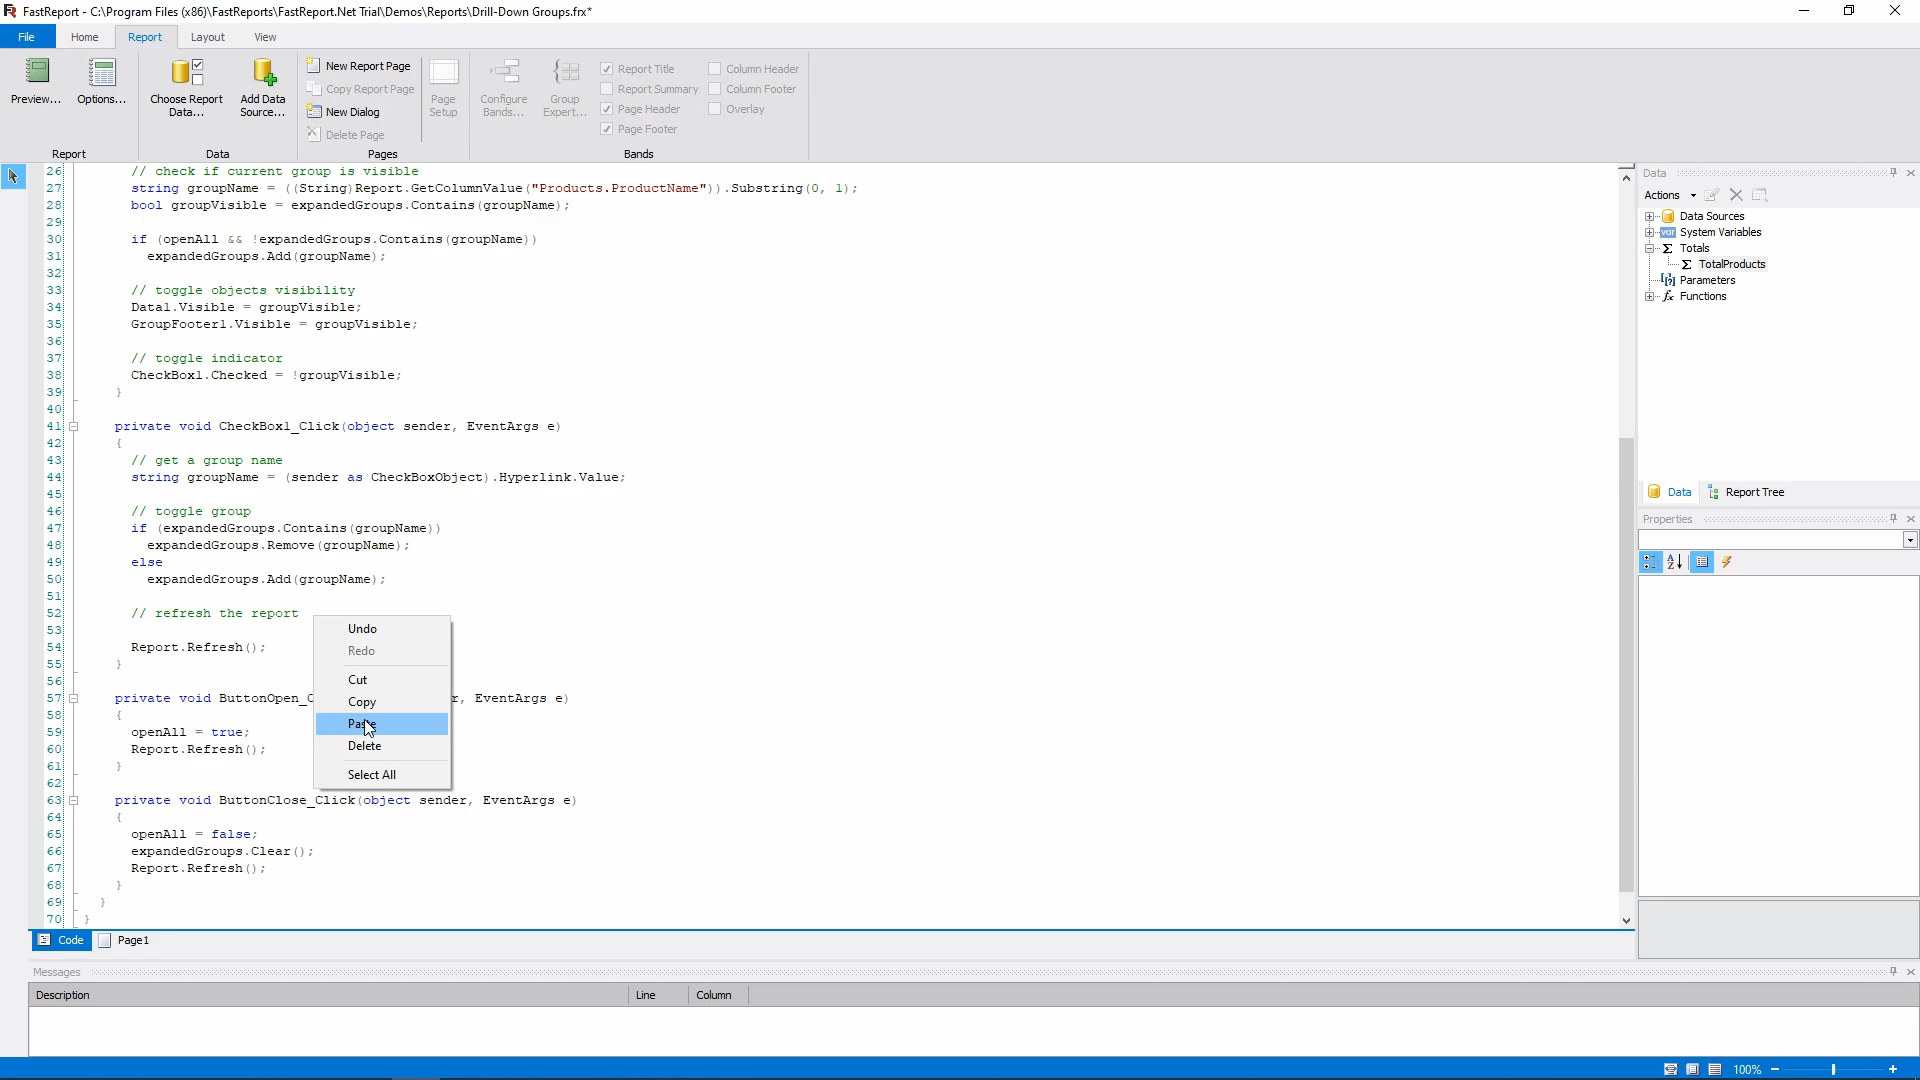 FastReport - C:\Program Files (x86)\FastReports\FastReport.Net Trial\Demos\Reports\Drill-Down Groups.frx*
File
Home
Report
Layout
View
Preview...
Options...
Report
Choose Report
Data...
Add Data
Source...
Data
New Report Page
Copy Report Page
New Dialog
Delete Page
Page
Setup
Pages
Configure
Bands...
Group
Expert...
Report Title
Report Summary
Page Header
Page Footer
Column Header
Column Footer
Overlay
Bands
26 // check if current group is visible
27 string groupName = ((String)Report.GetColumnValue("Products.ProductName")).Substring(0, 1);
28 bool groupVisible = expandedGroups.Contains(groupName);
29
30 if (openAll && !expandedGroups.Contains(groupName))
31 expandedGroups.Add(groupName);
32
33 // toggle objects visibility
34 Data1.Visible = groupVisible;
35 GroupFooter1.Visible = groupVisible;
36
37 // toggle indicator
38 CheckBox1.Checked = !groupVisible;
39 }
40
41 private void CheckBox1_Click(object sender, EventArgs e)
42 {
43 // get a group name
44 string groupName = (sender as CheckBoxObject).Hyperlink.Value;
45
46 // toggle group
47 if (expandedGroups.Contains(groupName))
48 expandedGroups.Remove(groupName);
49 else
50 expandedGroups.Add(groupName);
51
52 // refresh the report
53
54 Report.Refresh();
55 }
56
57 private void ButtonOpen_C r, EventArgs e)
58 {
59 openAll = true;
60 Report.Refresh();
61 }
62
63 private void ButtonClose_Click(object sender, EventArgs e)
64 {
65 openAll = false;
66 expandedGroups.Clear();
67 Report.Refresh();
68 }
69 }
70 }
Undo
Redo
Cut
Copy
Paste
Delete
Select All
Code
Page1
Data
Actions
Data Sources
var System Variables
Σ Totals
Σ TotalProducts
[?] Parameters
fx Functions
Data
Report Tree
Properties
Messages
Description
Line
Column
100%